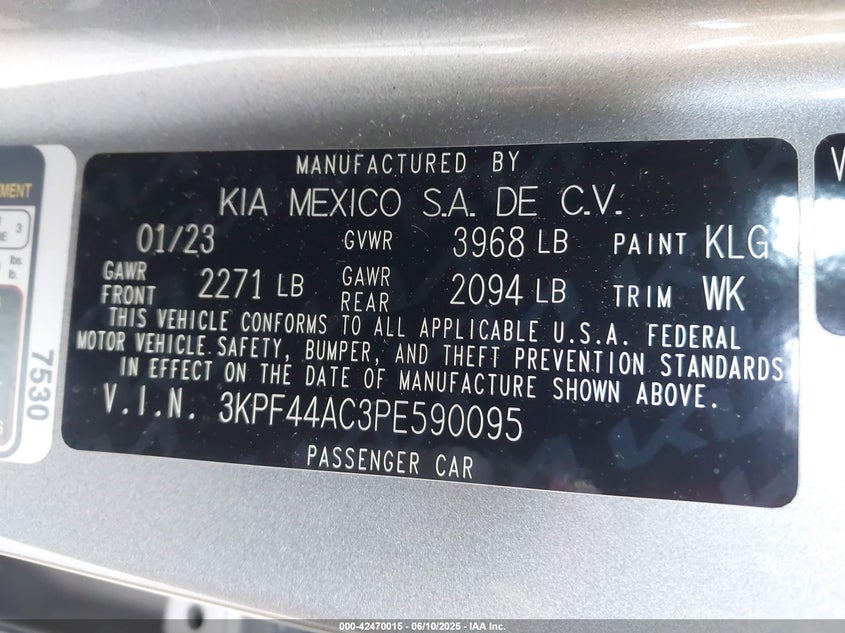 MANUFACTURED BY
KIA MEXICO S.A. DE C.V.
01/23 GVWR 3968 LB PAINT KLG
GAWR FRONT 2271 LB GAWR REAR 2094 LB TRIM WK
THIS VEHICLE CONFORMS TO ALL APPLICABLE U.S.A. FEDERAL
MOTOR VEHICLE SAFETY, BUMPER, AND THEFT PREVENTION STANDARDS
IN EFFECT ON THE DATE OF MANUFACTURE SHOWN ABOVE.
V.I.N. 3KPF44AC3PE590095
PASSENGER CAR
7530
3
lbs.
lb.
000-42470015 - 06/10/2025 - IAA Inc.